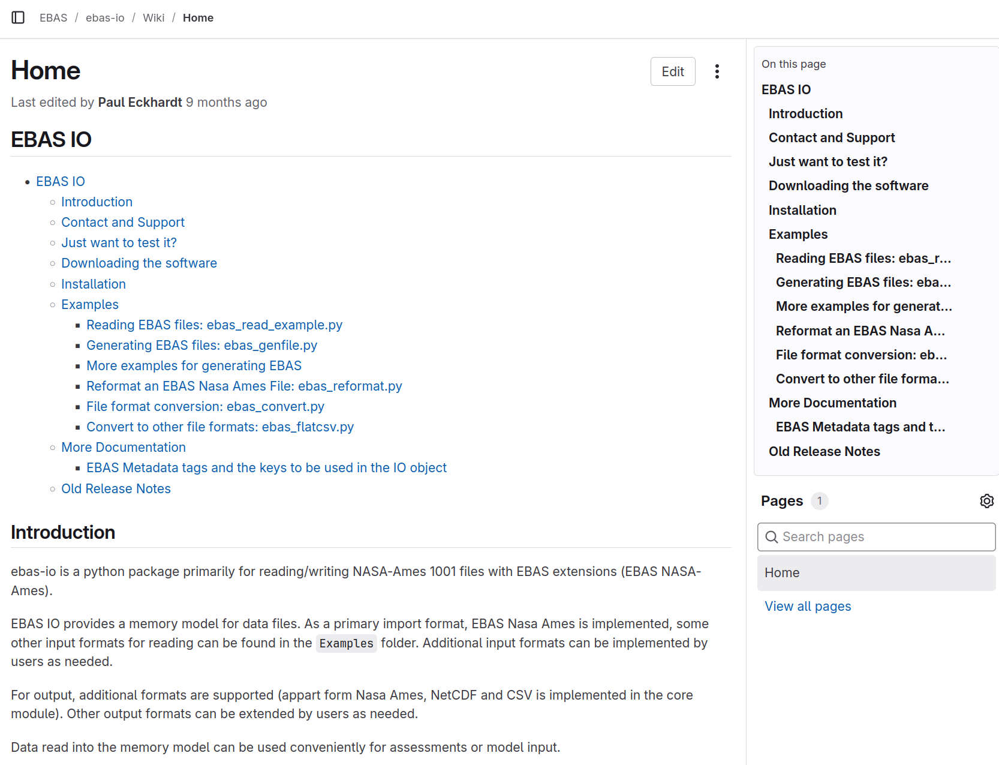 EBAS / ebas-io / Wiki / Home
Home
Edit
Last edited by Paul Eckhardt 9 months ago
EBAS IO
• EBAS IO
◦ Introduction
◦ Contact and Support
◦ Just want to test it?
◦ Downloading the software
◦ Installation
◦ Examples
▪ Reading EBAS files: ebas_read_example.py
▪ Generating EBAS files: ebas_genfile.py
▪ More examples for generating EBAS
▪ Reformat an EBAS Nasa Ames File: ebas_reformat.py
▪ File format conversion: ebas_convert.py
▪ Convert to other file formats: ebas_flatcsv.py
◦ More Documentation
▪ EBAS Metadata tags and the keys to be used in the IO object
◦ Old Release Notes
Introduction
ebas-io is a python package primarily for reading/writing NASA-Ames 1001 files with EBAS extensions (EBAS NASA-
Ames).
EBAS IO provides a memory model for data files. As a primary import format, EBAS Nasa Ames is implemented, some
other input formats for reading can be found in the Examples folder. Additional input formats can be implemented by
users as needed.
For output, additional formats are supported (appart form Nasa Ames, NetCDF and CSV is implemented in the core
module). Other output formats can be extended by users as needed.
Data read into the memory model can be used conveniently for assessments or model input.
On this page
EBAS IO
Introduction
Contact and Support
Just want to test it?
Downloading the software
Installation
Examples
Reading EBAS files: ebas_r...
Generating EBAS files: eba...
More examples for generat...
Reformat an EBAS Nasa A...
File format conversion: eb...
Convert to other file forma...
More Documentation
EBAS Metadata tags and t...
Old Release Notes
Pages 1
Search pages
Home
View all pages